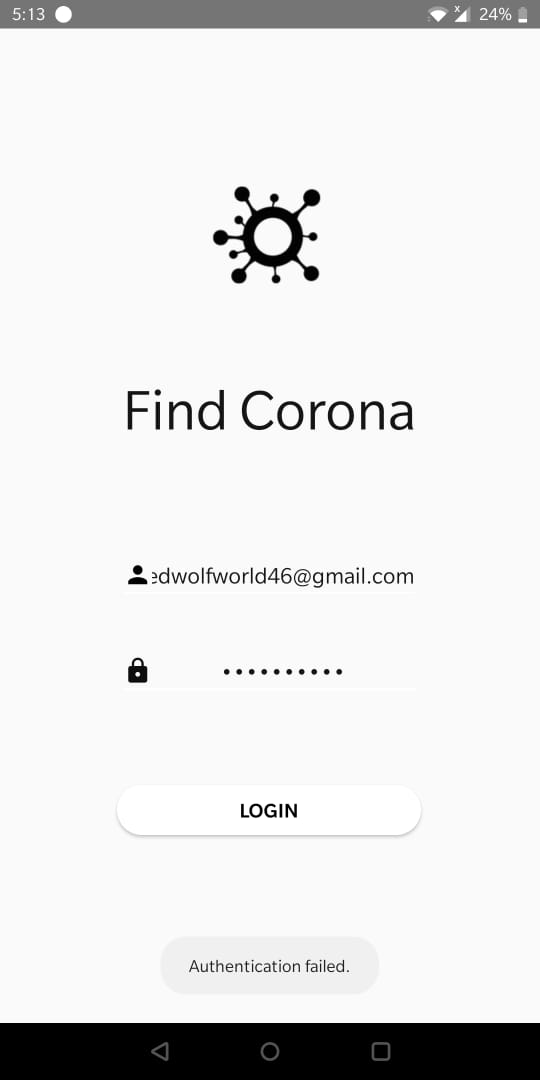 5:13
x
24%
Find Corona
edwolfworld46@gmail.com
LOGIN
Authentication failed.